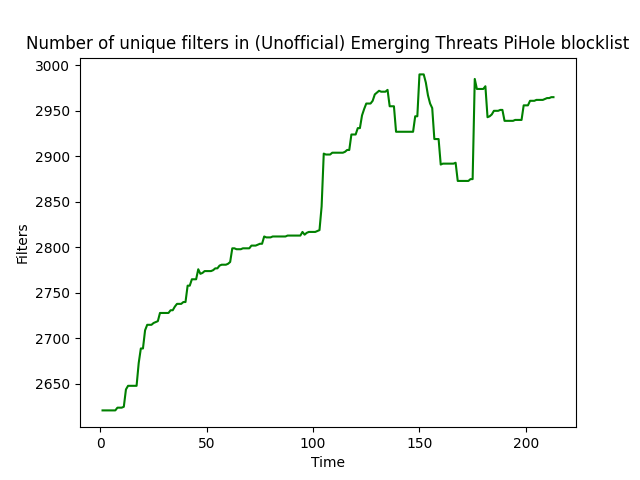 Number of unique filters in (Unofficial) Emerging Threats PiHole blocklist
3000
2950
2900
2850
2800
2750
2700
2650
Filters
0 50 100 150 200
Time